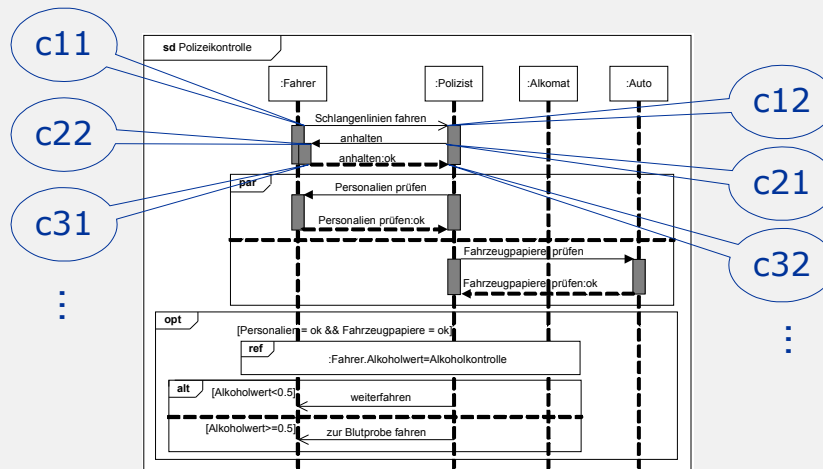 c11
sd Polizeikontrolle
:Fahrer
:Polizist
:Alkomat
:Auto
Schlangenlinien fahren
c12
c22
anhalten
anhalten:ok
c21
par
Personalien prüfen
c31
Personalien prüfen:ok
c32
Fahrzeugpapiere prüfen
Fahrzeugpapiere prüfen:ok
⋮
⋮
opt
[Personalien = ok && Fahrzeugpapiere = ok]
ref
:Fahrer.Alkoholwert=Alkoholkontrolle
alt
[Alkoholwert<0.5]
weiterfahren
[Alkoholwert>=0.5]
zur Blutprobe fahren